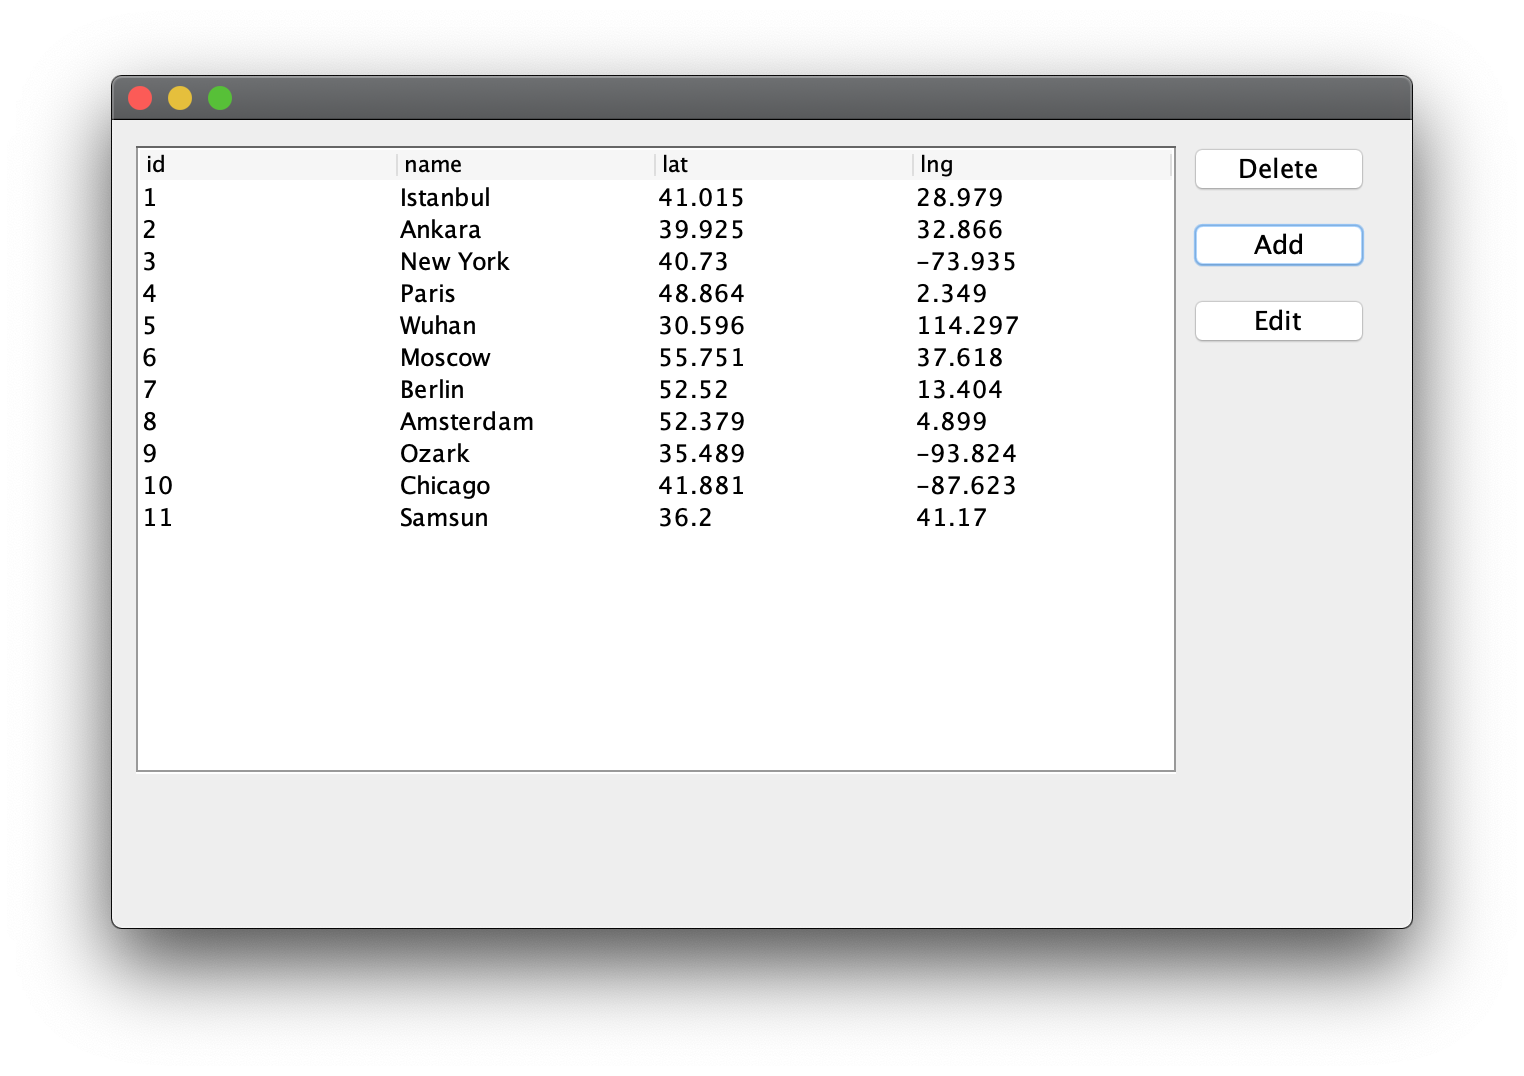 id name lat lng
1 Istanbul 41.015 28.979
2 Ankara 39.925 32.866
3 New York 40.73 -73.935
4 Paris 48.864 2.349
5 Wuhan 30.596 114.297
6 Moscow 55.751 37.618
7 Berlin 52.52 13.404
8 Amsterdam 52.379 4.899
9 Ozark 35.489 -93.824
10 Chicago 41.881 -87.623
11 Samsun 36.2 41.17
Delete
Add
Edit